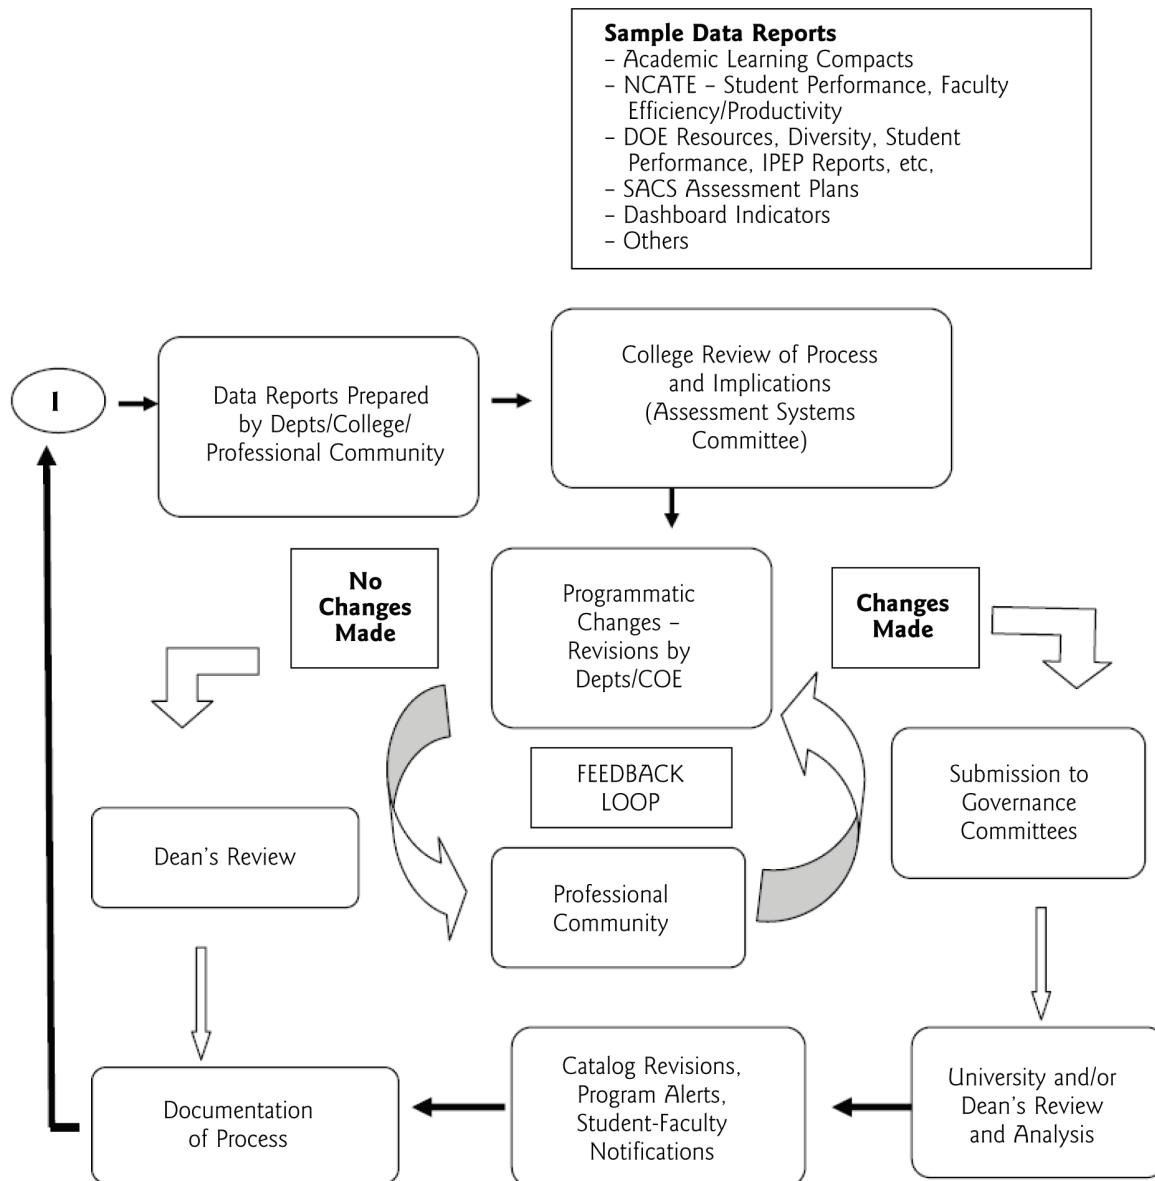 Sample Data Reports
– Academic Learning Compacts
– NCATE – Student Performance, Faculty
Efficiency/Productivity
– DOE Resources, Diversity, Student
Performance, IPEP Reports, etc,
– SACS Assessment Plans
– Dashboard Indicators
– Others
I
Data Reports Prepared
by Depts/College/
Professional Community
College Review of Process
and Implications
(Assessment Systems
Committee)
No
Changes
Made
Programmatic
Changes –
Revisions by
Depts/COE
Changes
Made
FEEDBACK
LOOP
Submission to
Governance
Committees
Dean’s Review
Professional
Community
Documentation
of Process
Catalog Revisions,
Program Alerts,
Student-Faculty
Notifications
University and/or
Dean’s Review
and Analysis